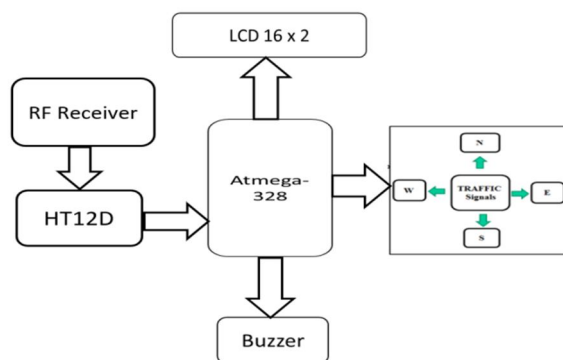 LCD 16 x 2
RF Receiver
HT12D
Atmega-
328
N
W
TRAFFIC
Signals
E
S
Buzzer